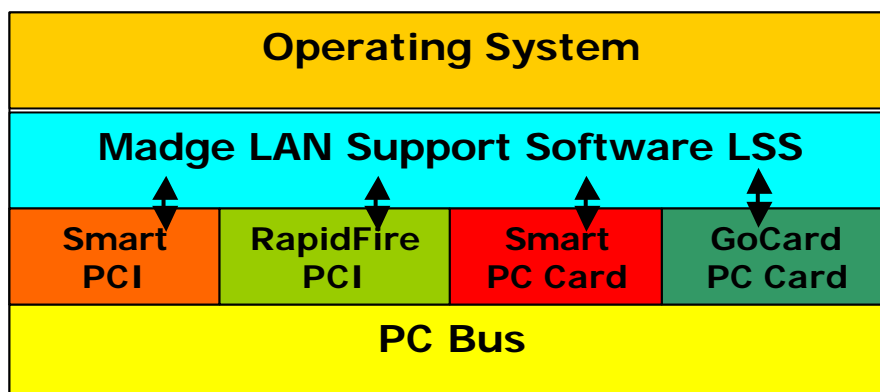 Operating System
Madge LAN Support Software LSS
Smart
PCI
RapidFire
PCI
Smart
PC Card
GoCard
PC Card
PC Bus